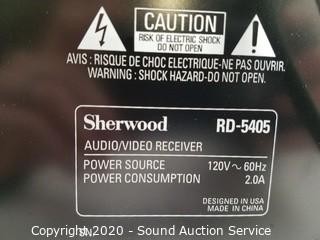 CAUTION
RISK OF ELECTRIC SHOCK
DO NOT OPEN
AVIS : RISQUE DE CHOC ELECTRIQUE-NE PAS OUVRIR.
WARNING : SHOCK HAZARD-DO NOT OPEN.
Sherwood RD-5405
AUDIO/VIDEO RECEIVER
POWER SOURCE 120V ~ 60Hz
POWER CONSUMPTION 2.0A
DESIGNED IN USA
MADE IN CHINA
Copyright 2020 - Sound Auction Service